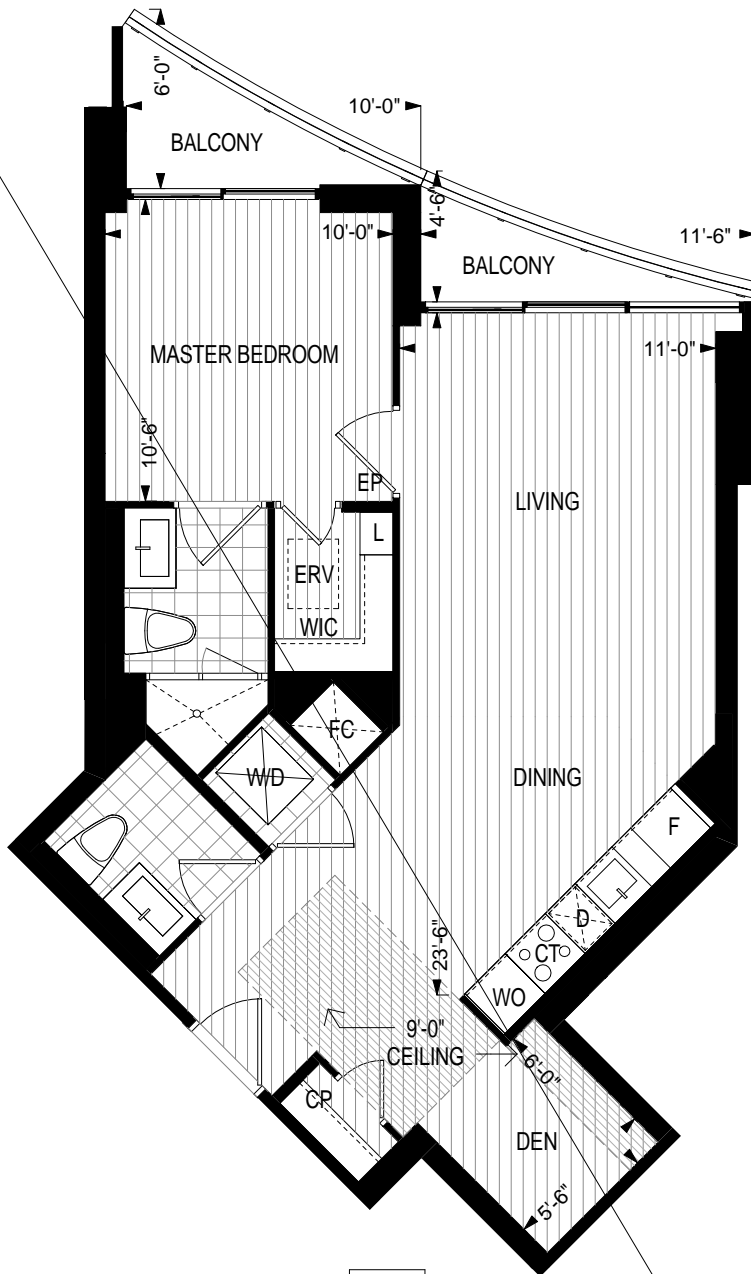 6'-0"
10'-0"
BALCONY
4'-6"
10'-0"
11'-6"
BALCONY
MASTER BEDROOM
11'-0"
10'-6"
EP
LIVING
L
ERV
WIC
FC
W/D
DINING
F
D
23'-6"
CT
WO
9'-0"
CEILING
6'-0"
CP
DEN
5'-6"